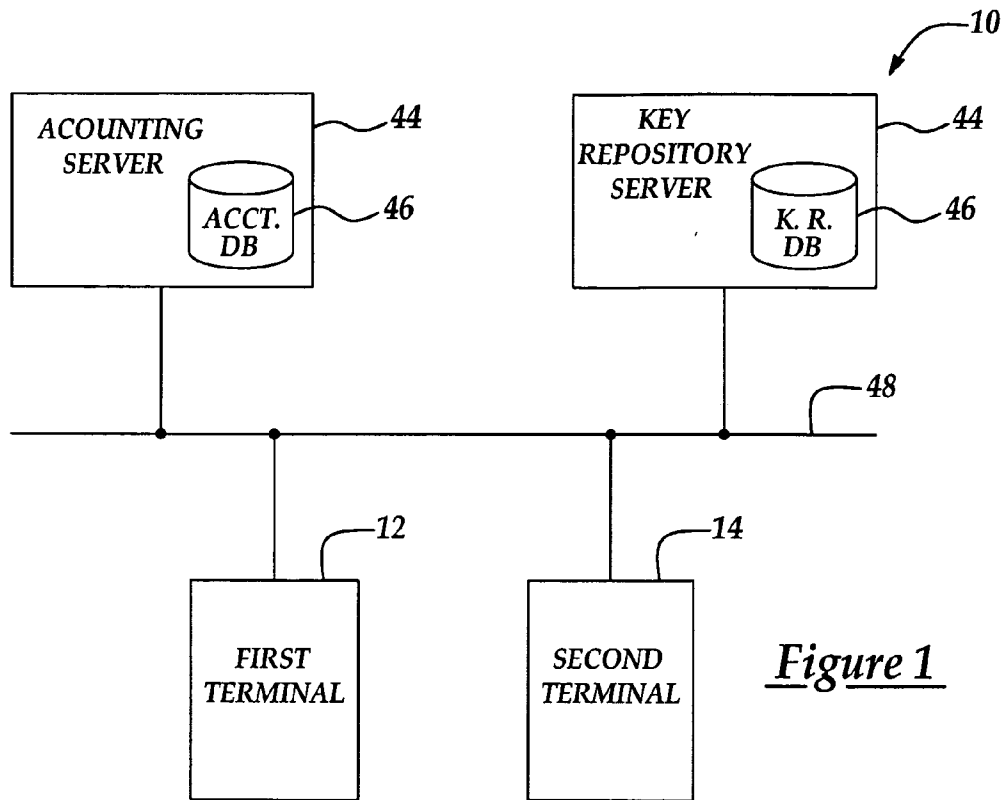 10
ACOUNTING
SERVER
44
ACCT.
DB
46
KEY
REPOSITORY
SERVER
44
K. R.
DB
46
48
12
FIRST
TERMINAL
14
SECOND
TERMINAL
Figure 1